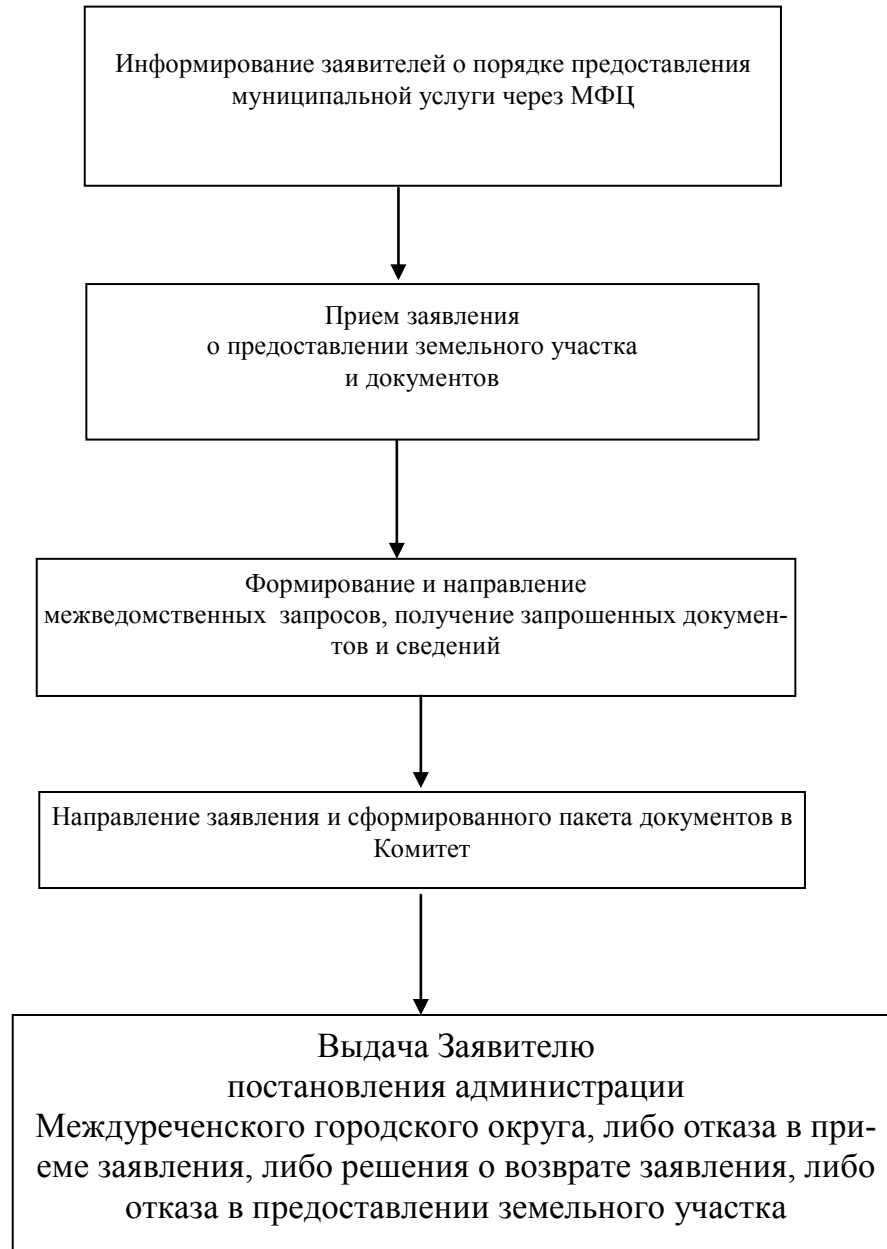 Информирование заявителей о порядке предоставления
муниципальной услуги через МФЦ
Прием заявления
о предоставлении земельного участка
и документов
Формирование и направление
межведомственных запросов, получение запрошенных докумен-
тов и сведений
Направление заявления и сформированного пакета документов в
Комитет
Выдача Заявителю
постановления администрации
Междуреченского городского округа, либо отказа в при-
еме заявления, либо решения о возврате заявления, либо
отказа в предоставлении земельного участка